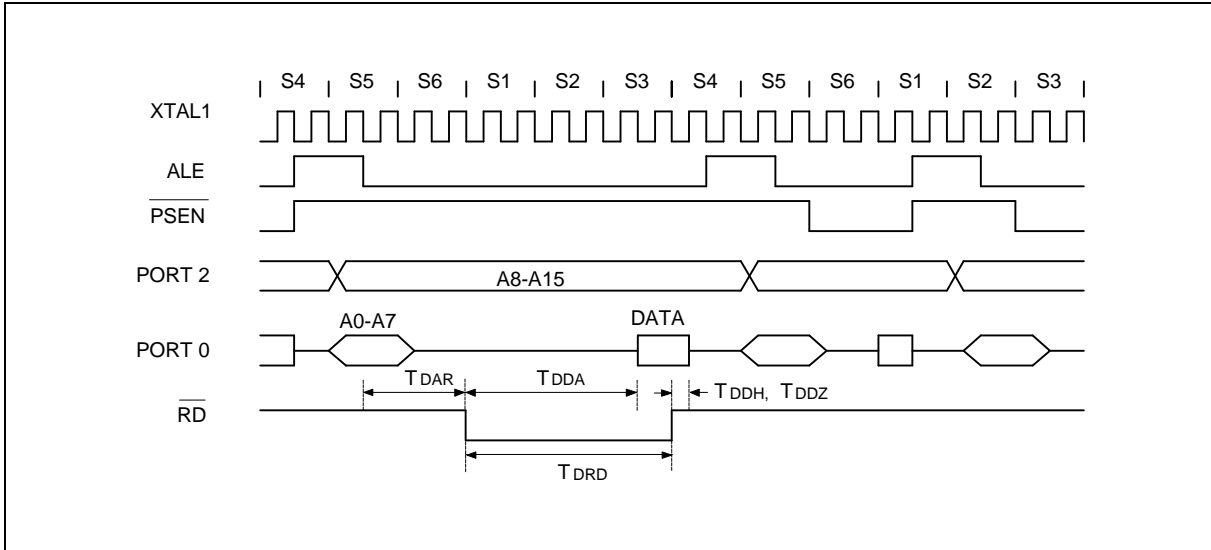 S4 S5 S6 S1 S2 S3 S4 S5 S6 S1 S2 S3
XTAL1
ALE
PSEN
PORT 2
A8-A15
A0-A7
DATA
PORT 0
TDAR
TDDA
TDDH, TDDZ
RD
TDRD